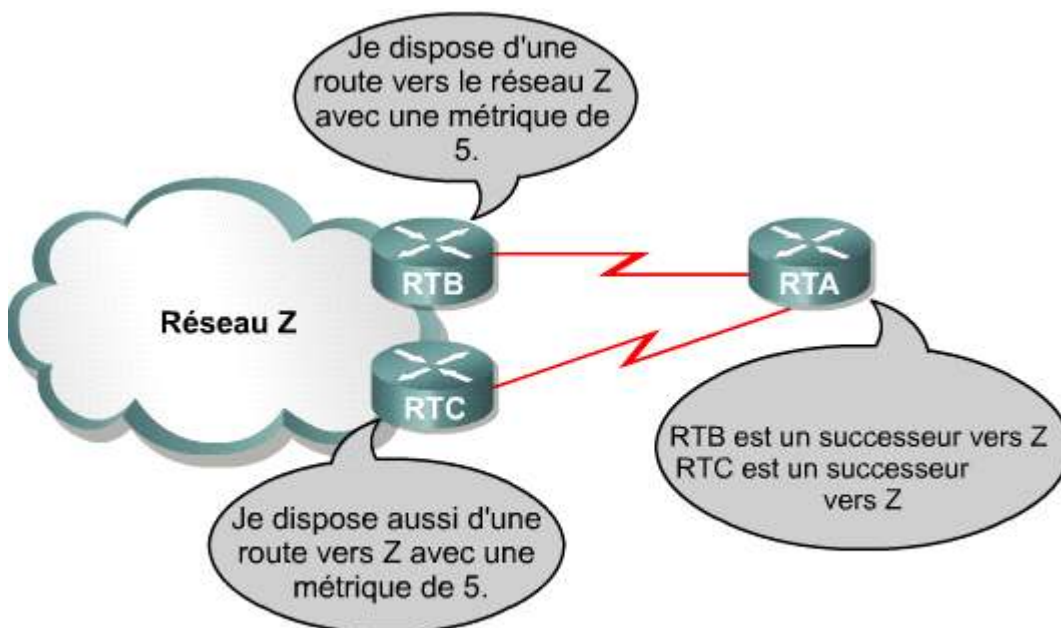 Je dispose d'une
route vers le réseau Z
avec une métrique de
5.
RTB
RTA
Réseau Z
RTC
RTB est un successeur vers Z
RTC est un successeur
vers Z
Je dispose aussi d'une
route vers Z avec une
métrique de 5.